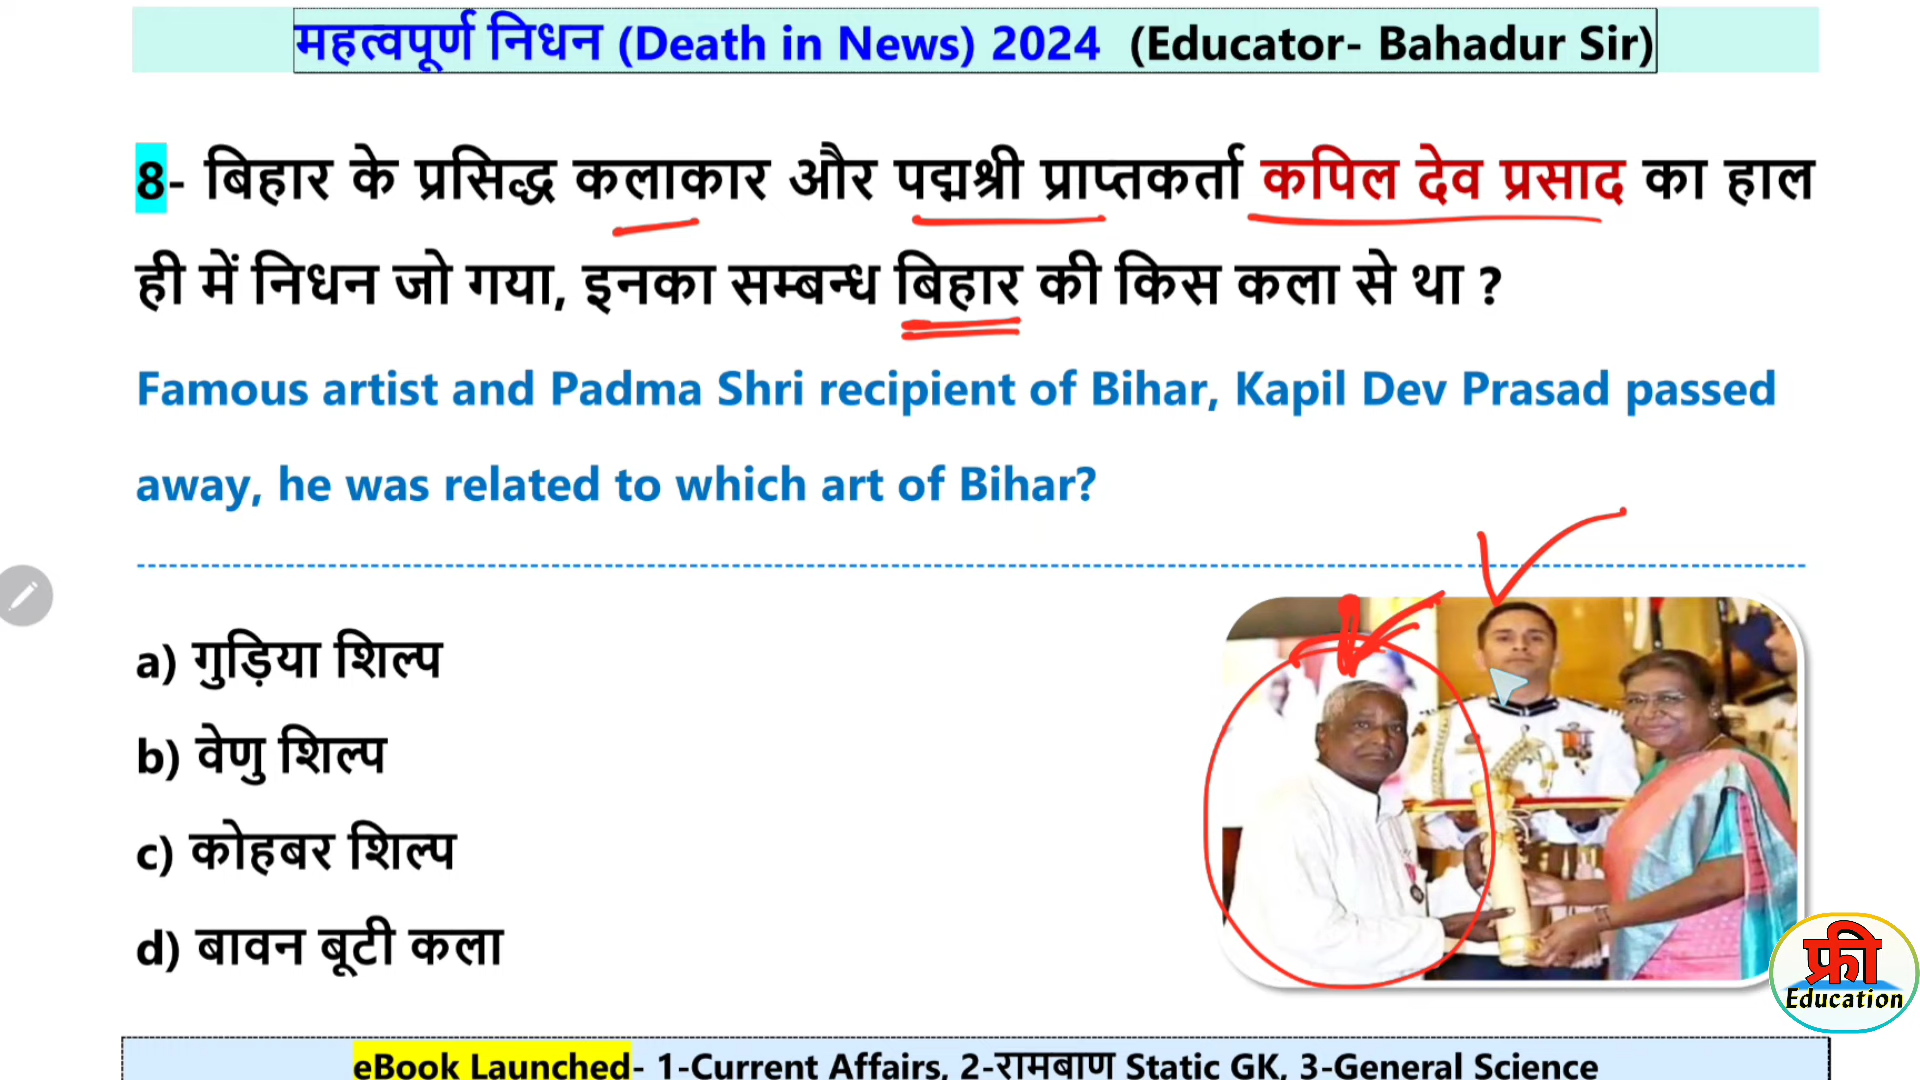 महत्वपूर्ण निधन (Death in News) 2024 (Educator- Bahadur Sir)
8- बिहार के प्रसिद्ध कलाकार और पद्मश्री प्राप्तकर्ता कपिल देव प्रसाद का हाल
ही में निधन जो गया, इनका सम्बन्ध बिहार की किस कला से था ?
Famous artist and Padma Shri recipient of Bihar, Kapil Dev Prasad passed
away, he was related to which art of Bihar?
a) गुड़िया शिल्प
b) वेणु शिल्प
c) कोहबर शिल्प
d) बावन बूटी कला
फ्री
Education
eBook Launched- 1-Current Affairs, 2-रामबाण Static GK, 3-General Science